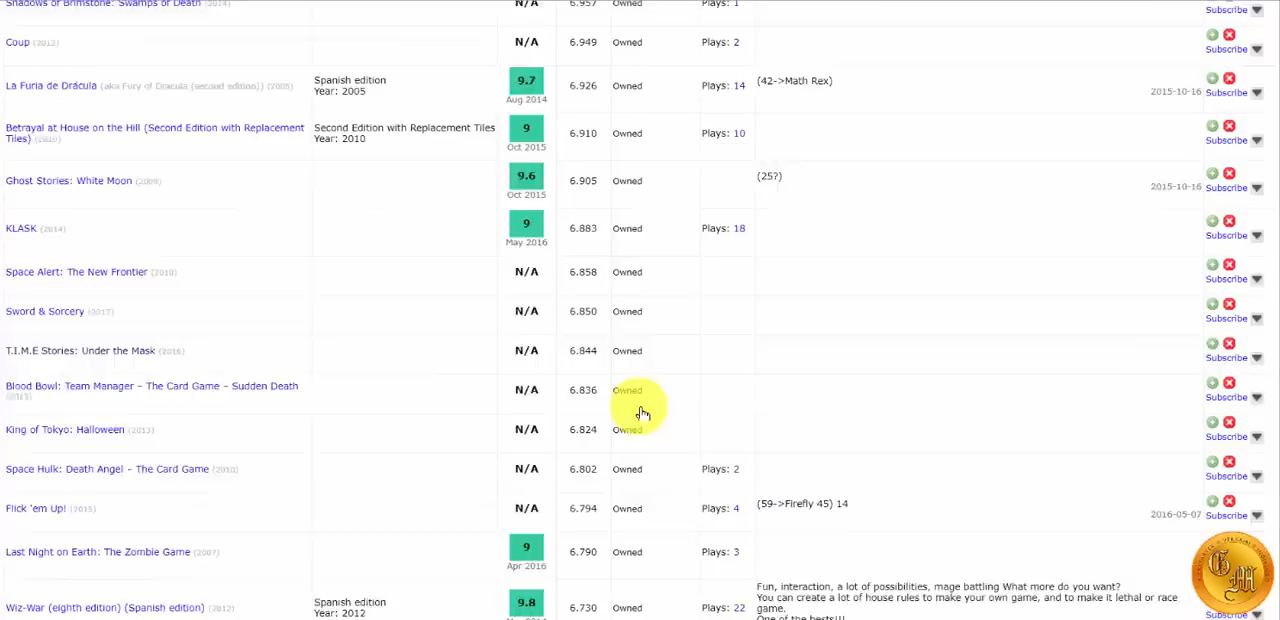 Shadows of Brimstone: Swamps of Death (2014) N/A 6.957 Owned Plays: 1
Subscribe
Coup (2012) N/A 6.949 Owned Plays: 2
Subscribe
La Furia de Drácula (aka Fury of Dracula (second edition)) (2005) Spanish edition 9.7 6.926 Owned Plays: 14 (42->Math Rex)
Year: 2005 Aug 2014 2015-10-16 Subscribe
Betrayal at House on the Hill (Second Edition with Replacement Second Edition with Replacement Tiles 9 6.910 Owned Plays: 10
Tiles) Year: 2010 Oct 2015 Subscribe
Ghost Stories: White Moon (2009) 9.6 6.905 Owned (25?)
Oct 2015 2015-10-16 Subscribe
KLASK (2014) 9 6.883 Owned Plays: 18
May 2016 Subscribe
Space Alert: The New Frontier (2010) N/A 6.858 Owned
Subscribe
Sword & Sorcery (2017) N/A 6.850 Owned
Subscribe
T.I.M.E Stories: Under the Mask (2016) N/A 6.844 Owned
Subscribe
Blood Bowl: Team Manager – The Card Game – Sudden Death N/A 6.836 Owned
Subscribe
King of Tokyo: Halloween (2013) N/A 6.824 Owned
Subscribe
Space Hulk: Death Angel – The Card Game (2010) N/A 6.802 Owned Plays: 2
Subscribe
Flick 'em Up! (2015) N/A 6.794 Owned Plays: 4 (59->Firefly 45) 14
2016-05-07 Subscribe
Last Night on Earth: The Zombie Game (2007) 9 6.790 Owned Plays: 3
Apr 2016
Wiz-War (eighth edition) (Spanish edition) (2012) Spanish edition 9.8 6.730 Owned Plays: 22 Fun, interaction, a lot of possibilities, mage battling What more do you want?
Year: 2012 You can create a lot of house rules to make your own game, and to make it lethal or race
game.
One of the bests!!!
Subscribe
GM